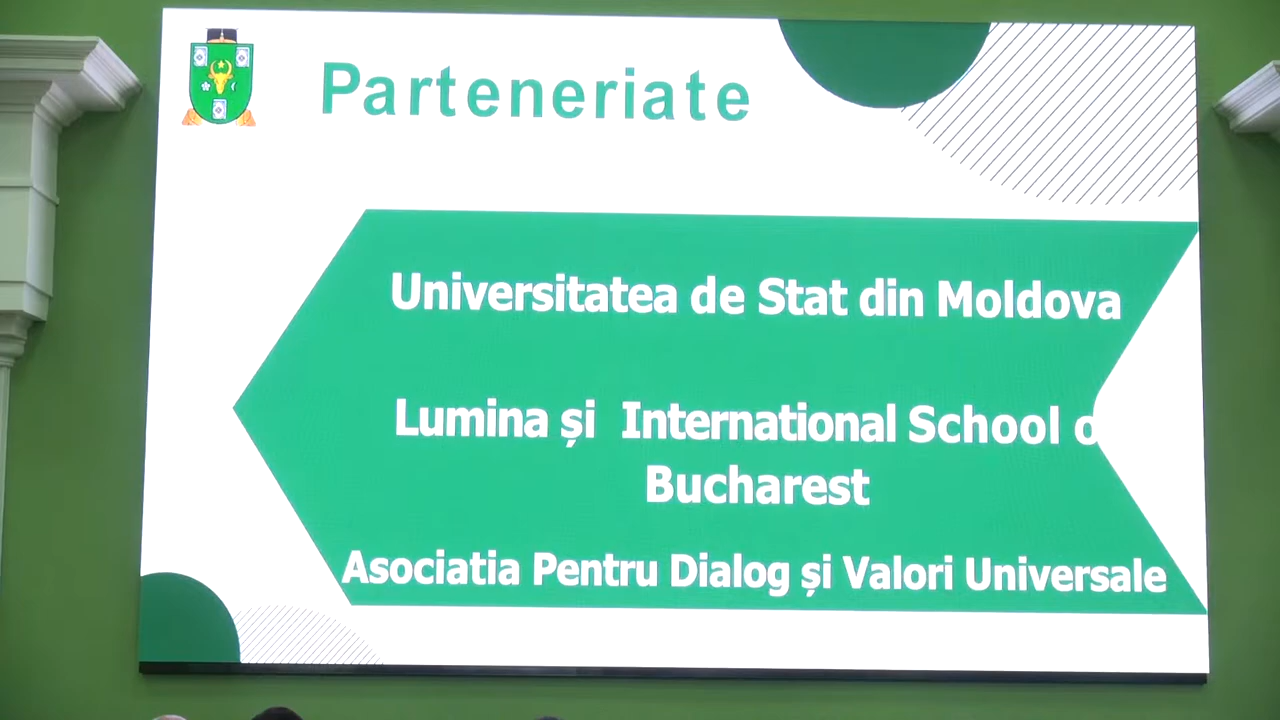 Parteneriate
Universitatea de Stat din Moldova
Lumina și International School o
Bucharest
Asociatia Pentru Dialog și Valori Universale